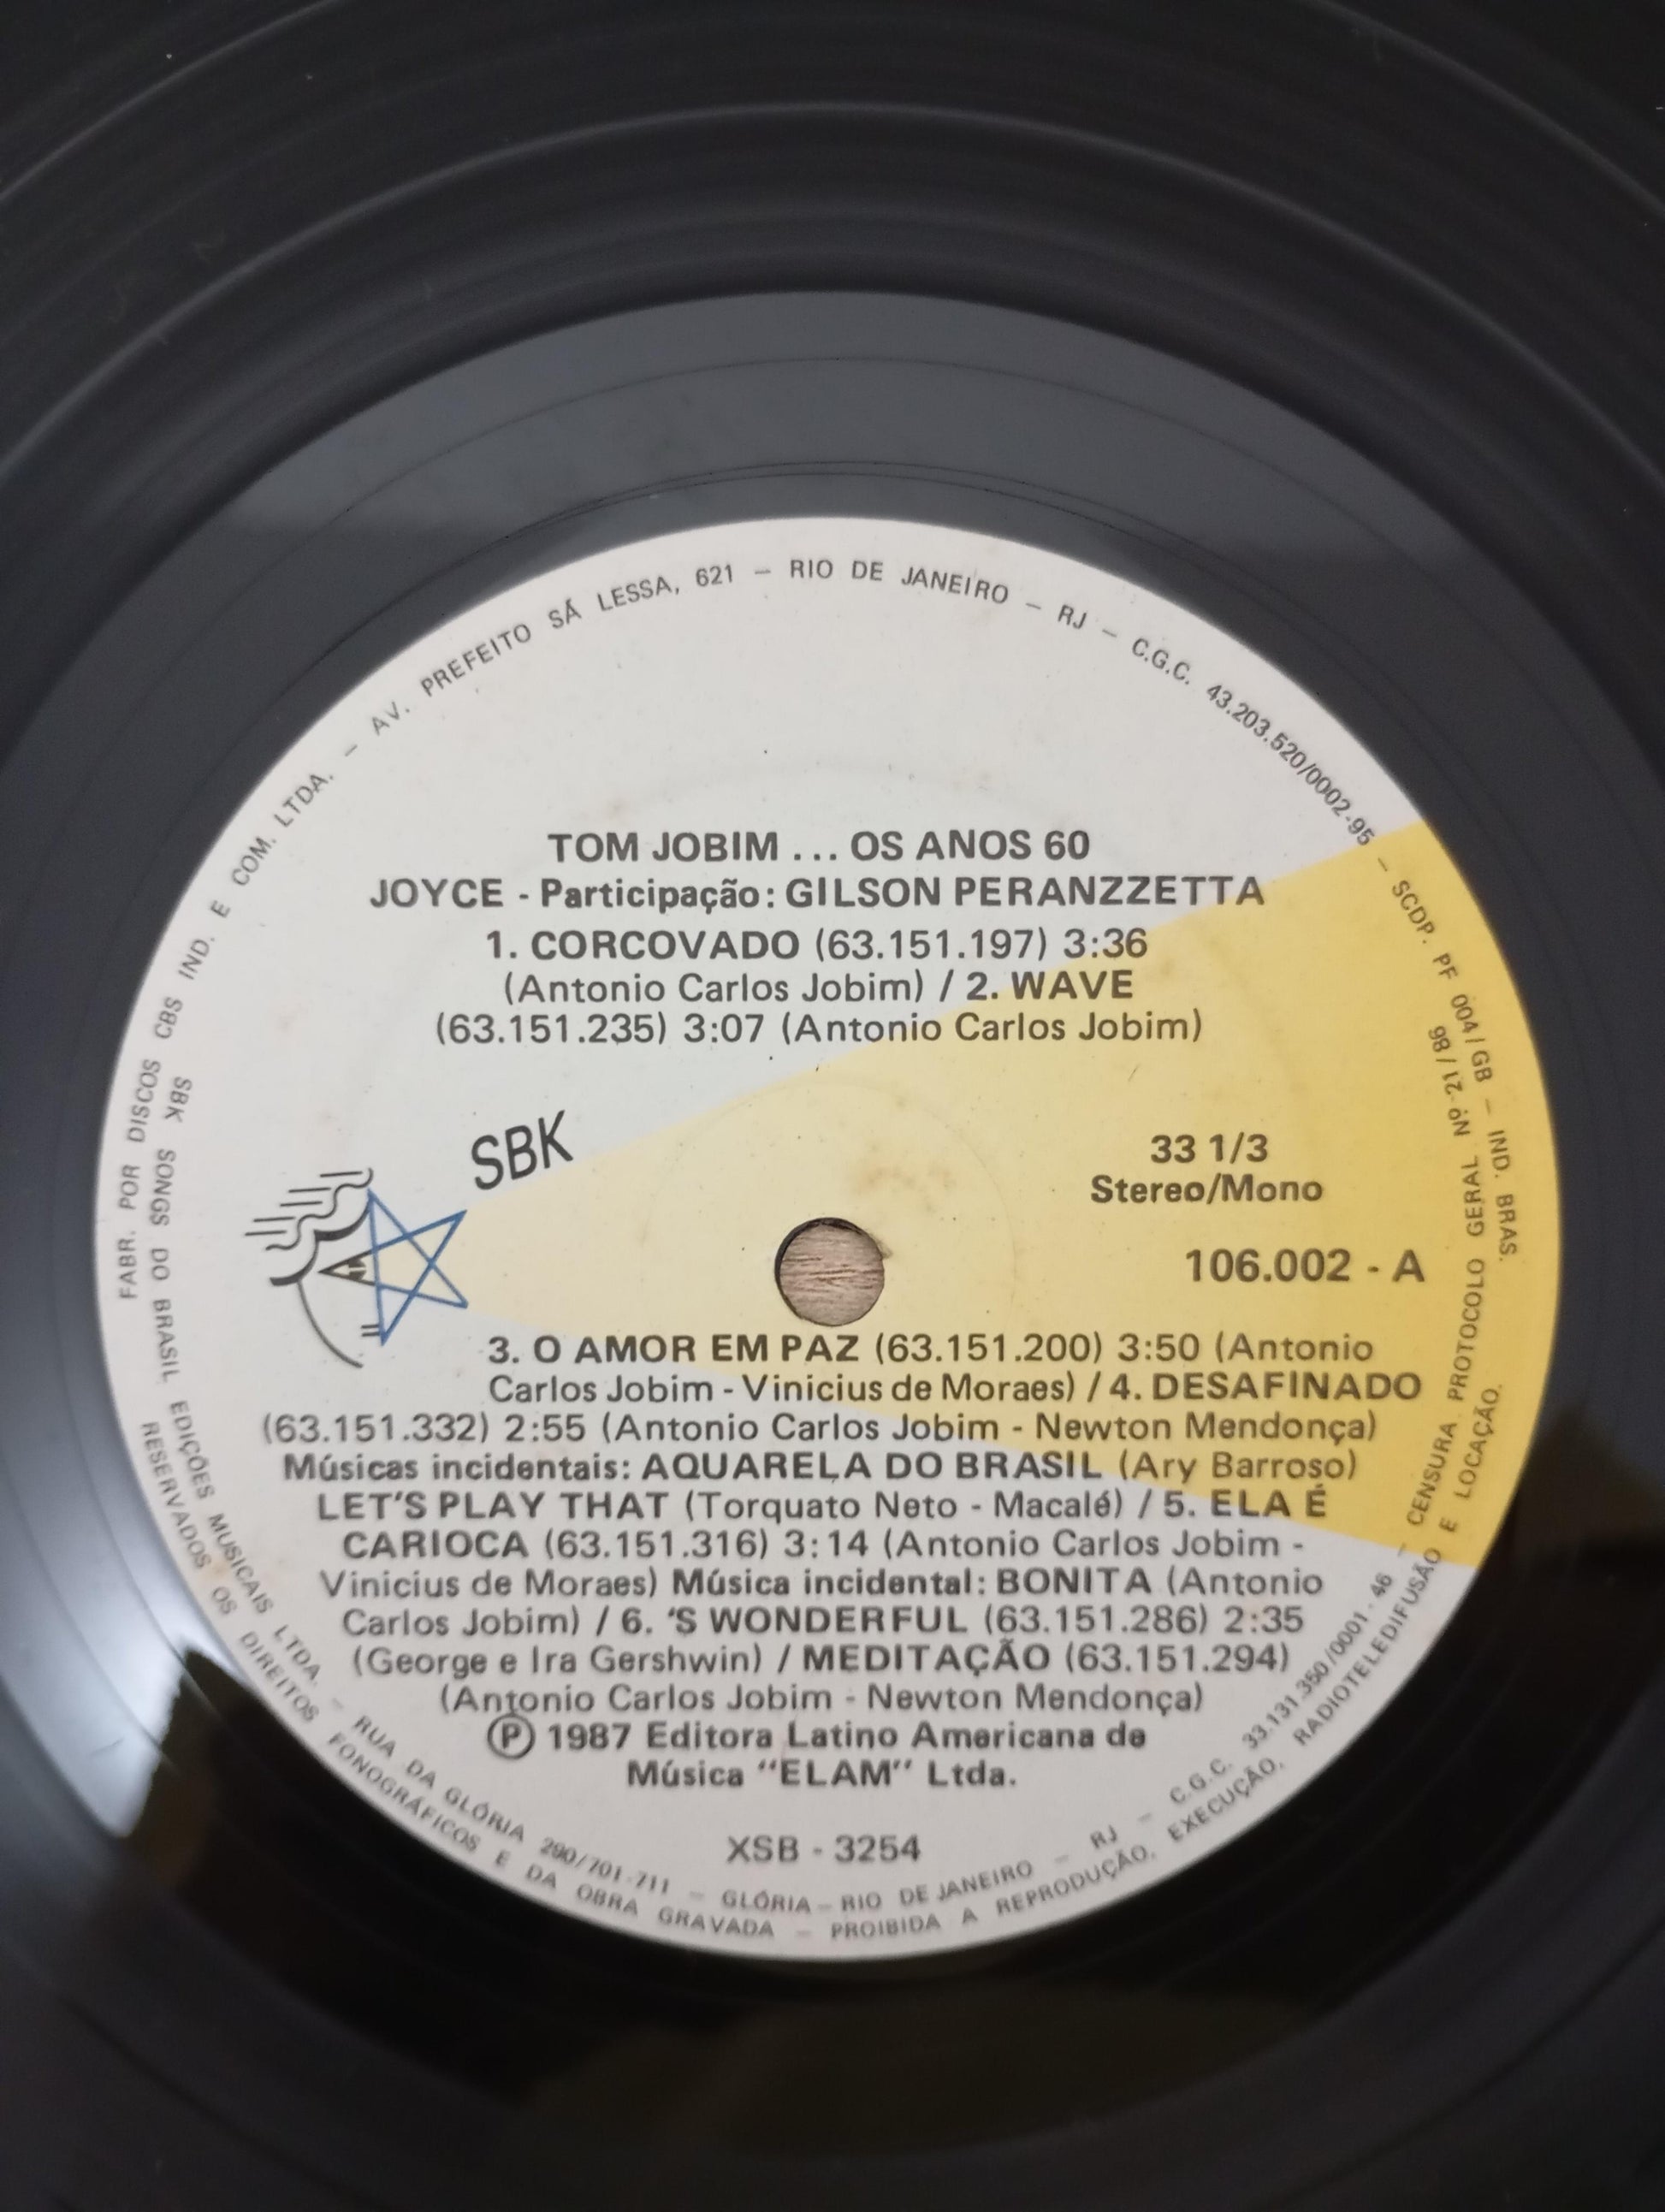 FABR. POR DISCOS CBS IND. E COM. LTDA. – AV. PREFEITO SÁ LESSA, 621 – RIO DE JANEIRO – RJ – C.G.C. 43.203.520/0002-95 – SCDP. PF 004/GB – IND. BRAS.
TOM JOBIM ... OS ANOS 60
JOYCE - Participação: GILSON PERANZZETTA
1. CORCOVADO (63.151.197) 3:36
(Antonio Carlos Jobim) / 2. WAVE
(63.151.235) 3:07 (Antonio Carlos Jobim)
SBK
33 1/3
Stereo/Mono
106.002 - A
3. O AMOR EM PAZ (63.151.200) 3:50 (Antonio
Carlos Jobim - Vinicius de Moraes) / 4. DESAFINADO
(63.151.332) 2:55 (Antonio Carlos Jobim - Newton Mendonça)
Músicas incidentais: AQUARELA DO BRASIL (Ary Barroso)
LET'S PLAY THAT (Torquato Neto - Macalé) / 5. ELA É
CARIOCA (63.151.316) 3:14 (Antonio Carlos Jobim -
Vinicius de Moraes) Música incidental: BONITA (Antonio
Carlos Jobim) / 6. 'S WONDERFUL (63.151.286) 2:35
(George e Ira Gershwin) / MEDITAÇÃO (63.151.294)
(Antonio Carlos Jobim - Newton Mendonça)
Ⓟ 1987 Editora Latino Americana de
Música "ELAM" Ltda.
XSB - 3254
SBK SONGS DO BRASIL EDIÇÕES MUSICAIS LTDA. – RUA DA GLÓRIA 290/701-711 – GLÓRIA – RIO DE JANEIRO – RJ – C.G.C. 33.131.350/0001-46 – CENSURA PROTOCOLO GERAL Nº 21/86
RESERVADOS OS DIREITOS FONOGRÁFICOS E DA OBRA GRAVADA – PROIBIDA A REPRODUÇÃO, EXECUÇÃO, RADIOTELEDIFUSÃO E LOCAÇÃO.